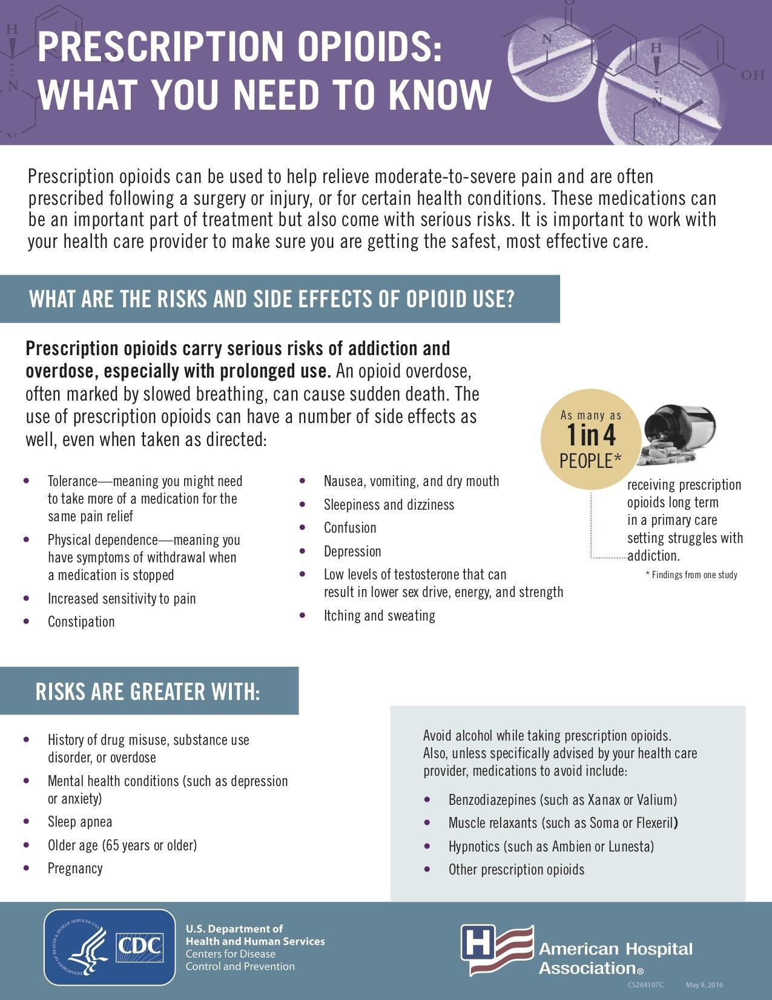 PRESCRIPTION OPIOIDS:
WHAT YOU NEED TO KNOW
H
N
N
O
N
H
N
OH
Prescription opioids can be used to help relieve moderate-to-severe pain and are often
prescribed following a surgery or injury, or for certain health conditions. These medications can
be an important part of treatment but also come with serious risks. It is important to work with
your health care provider to make sure you are getting the safest, most effective care.
WHAT ARE THE RISKS AND SIDE EFFECTS OF OPIOID USE?
Prescription opioids carry serious risks of addiction and
overdose, especially with prolonged use. An opioid overdose,
often marked by slowed breathing, can cause sudden death. The
use of prescription opioids can have a number of side effects as
well, even when taken as directed:
• Tolerance—meaning you might need
to take more of a medication for the
same pain relief
• Physical dependence—meaning you
have symptoms of withdrawal when
a medication is stopped
• Increased sensitivity to pain
• Constipation
• Nausea, vomiting, and dry mouth
• Sleepiness and dizziness
• Confusion
• Depression
• Low levels of testosterone that can
result in lower sex drive, energy, and strength
• Itching and sweating
As many as
1 in 4
PEOPLE*
receiving prescription
opioids long term
in a primary care
setting struggles with
addiction.
* Findings from one study
RISKS ARE GREATER WITH:
• History of drug misuse, substance use
disorder, or overdose
• Mental health conditions (such as depression
or anxiety)
• Sleep apnea
• Older age (65 years or older)
• Pregnancy
Avoid alcohol while taking prescription opioids.
Also, unless specifically advised by your health care
provider, medications to avoid include:
• Benzodiazepines (such as Xanax or Valium)
• Muscle relaxants (such as Soma or Flexeril)
• Hypnotics (such as Ambien or Lunesta)
• Other prescription opioids
DEPARTMENT OF HEALTH & HUMAN SERVICES·USA
CDC
U.S. Department of
Health and Human Services
Centers for Disease
Control and Prevention
H
American Hospital
Association®
CS264107C May 9, 2016